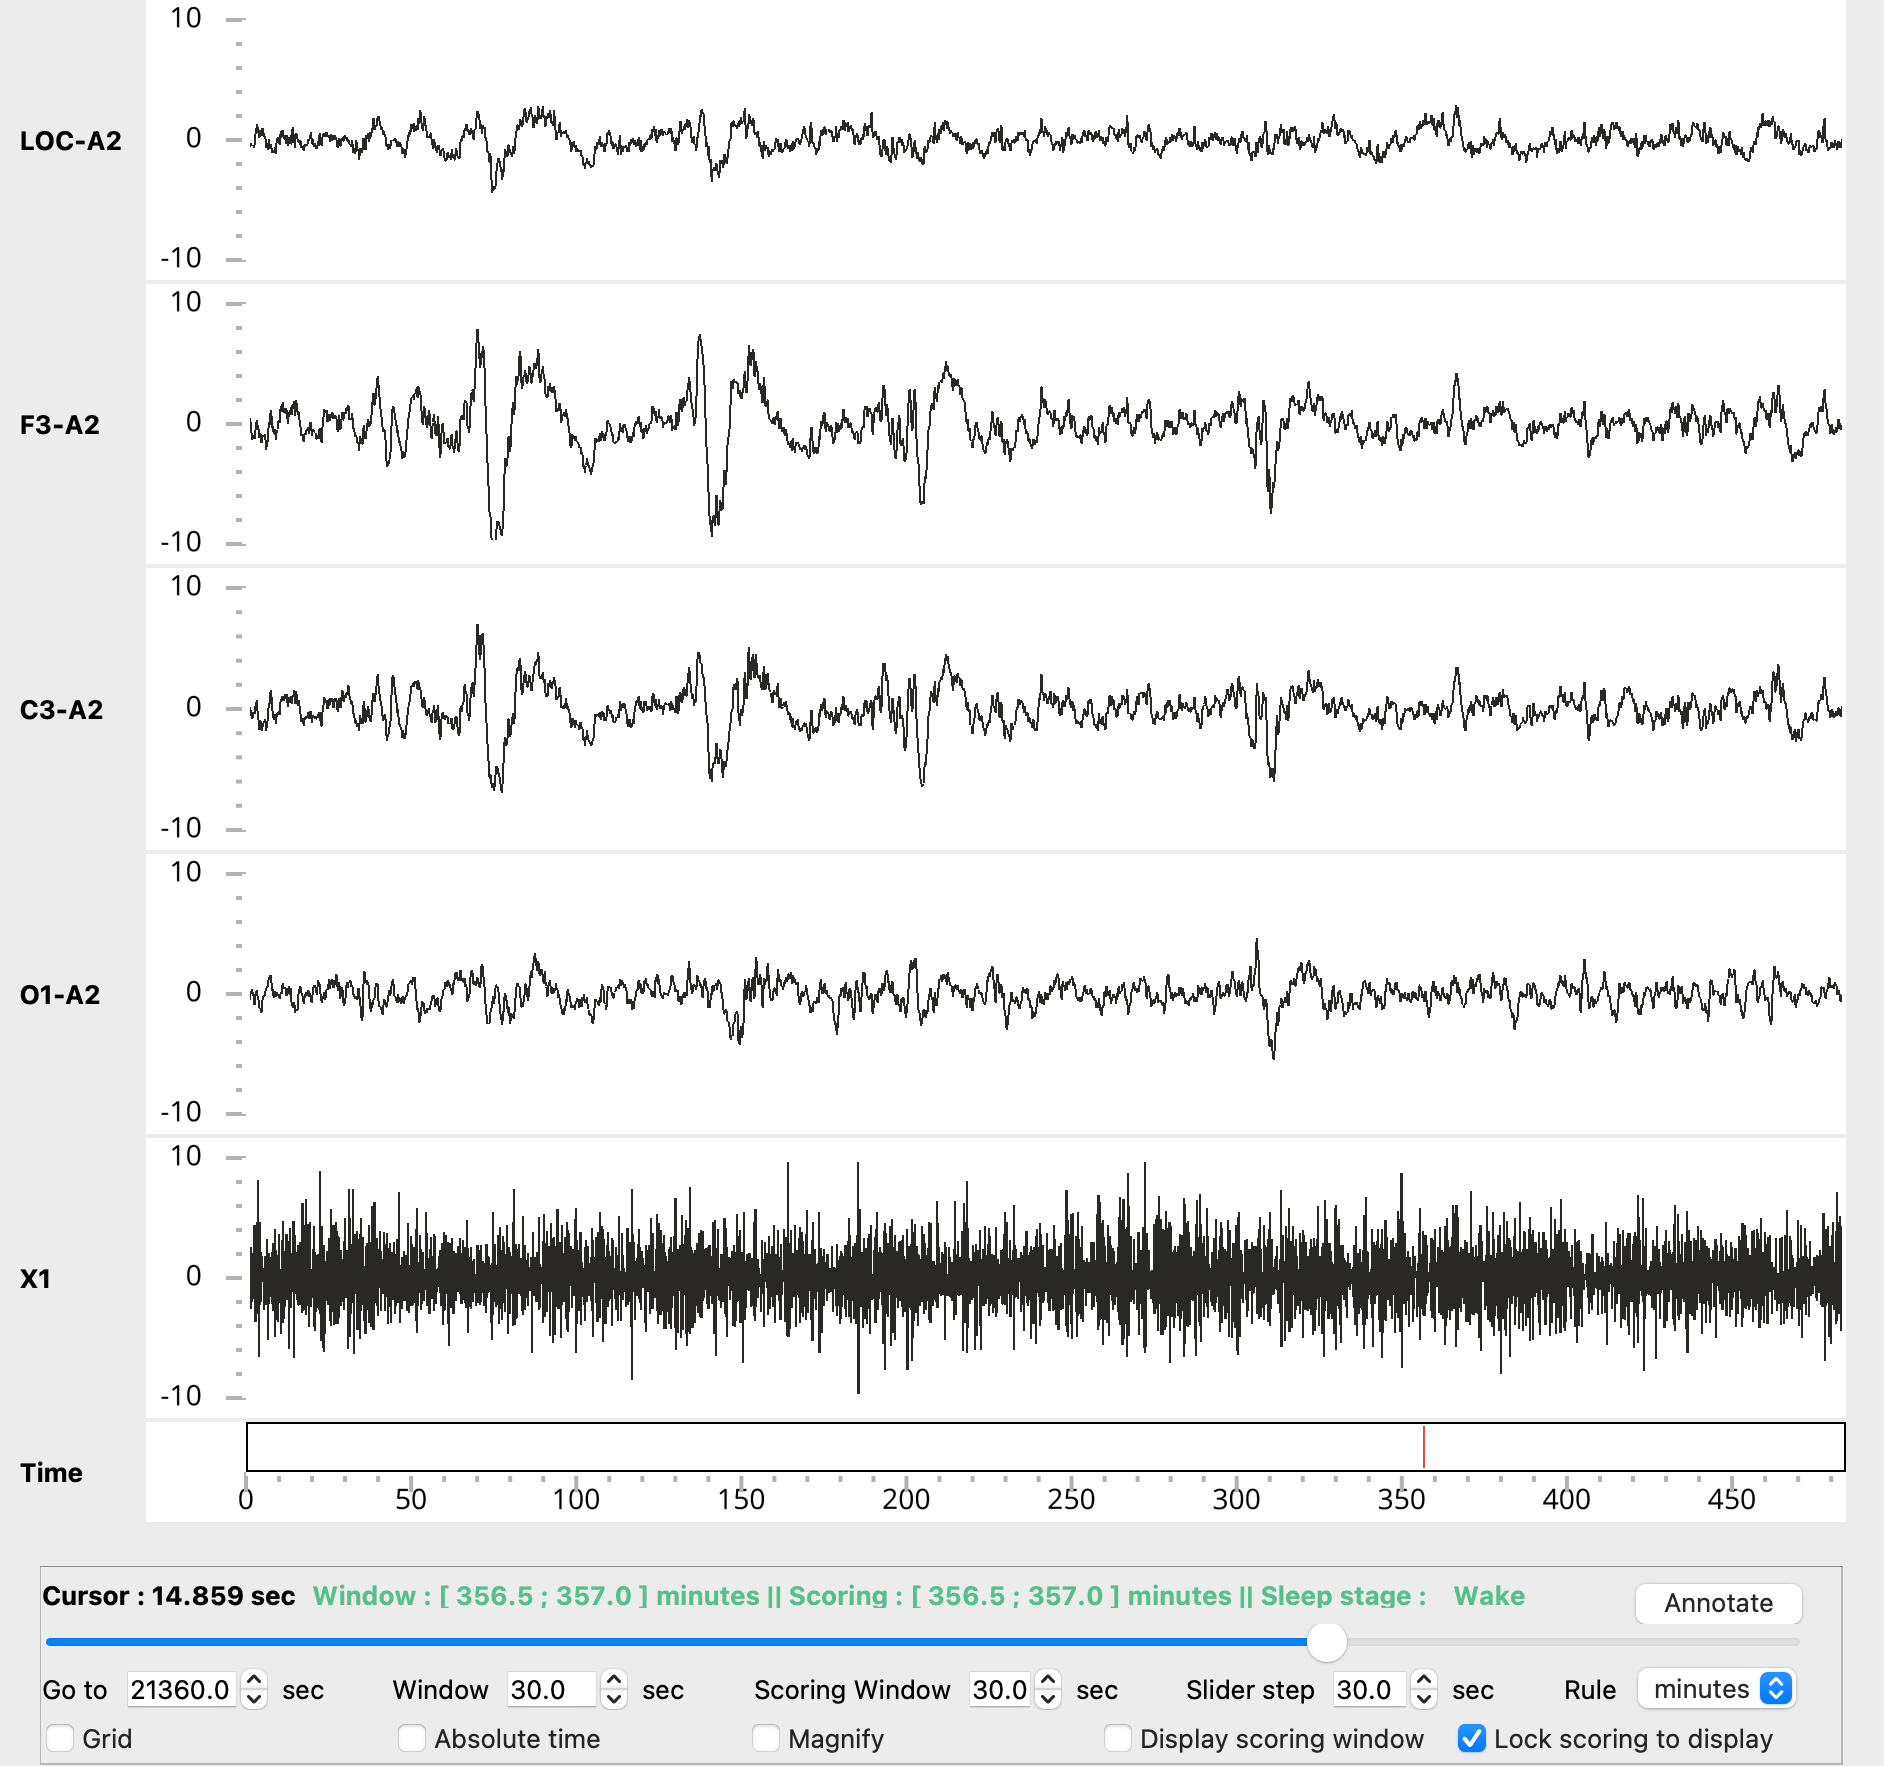 10
LOC-A2
0
-10
10
F3-A2
0
-10
10
C3-A2
0
-10
10
O1-A2
0
-10
10
X1
0
-10
Time
0 50 100 150 200 250 300 350 400 450
Cursor : 14.859 sec Window : [ 356.5 ; 357.0 ] minutes || Scoring : [ 356.5 ; 357.0 ] minutes || Sleep stage : Wake Annotate
Go to 21360.0 sec Window 30.0 sec Scoring Window 30.0 sec Slider step 30.0 sec Rule minutes
Grid Absolute time Magnify Display scoring window Lock scoring to display